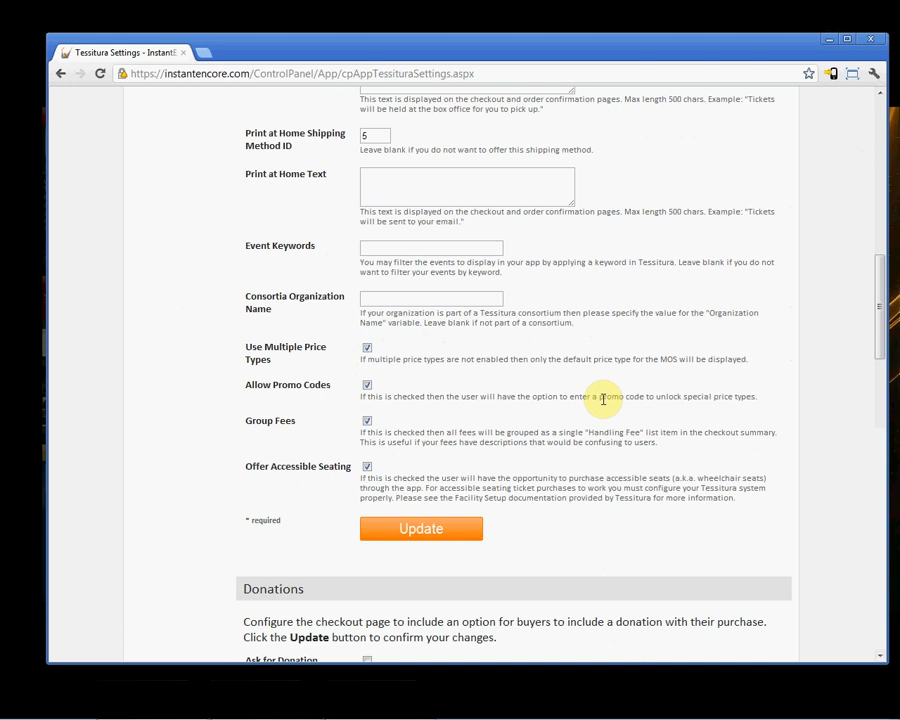 Tessitura Settings - InstantE
https://instantencore.com/ControlPanel/App/cpAppTessituraSettings.aspx
This text is displayed on the checkout and order confirmation pages. Max length 500 chars. Example: "Tickets
will be held at the box office for you to pick up."
Print at Home Shipping
Method ID
5
Leave blank if you do not want to offer this shipping method.
Print at Home Text
This text is displayed on the checkout and order confirmation pages. Max length 500 chars. Example: "Tickets
will be sent to your email."
Event Keywords
You may filter the events to display in your app by applying a keyword in Tessitura. Leave blank if you do not
want to filter your events by keyword.
Consortia Organization
Name
If your organization is part of a Tessitura consortium then please specify the value for the "Organization
Name" variable. Leave blank if not part of a consortium.
Use Multiple Price
Types
If multiple price types are not enabled then only the default price type for the MOS will be displayed.
Allow Promo Codes
If this is checked then the user will have the option to enter a promo code to unlock special price types.
Group Fees
If this is checked then all fees will be grouped as a single "Handling Fee" list item in the checkout summary.
This is useful if your fees have descriptions that would be confusing to users.
Offer Accessible Seating
If this is checked the user will have the opportunity to purchase accessible seats (a.k.a. wheelchair seats)
through the app. For accessible seating ticket purchases to work you must configure your Tessitura system
properly. Please see the Facility Setup documentation provided by Tessitura for more information.
* required
Update
Donations
Configure the checkout page to include an option for buyers to include a donation with their purchase.
Click the Update button to confirm your changes.
Ask for Donation